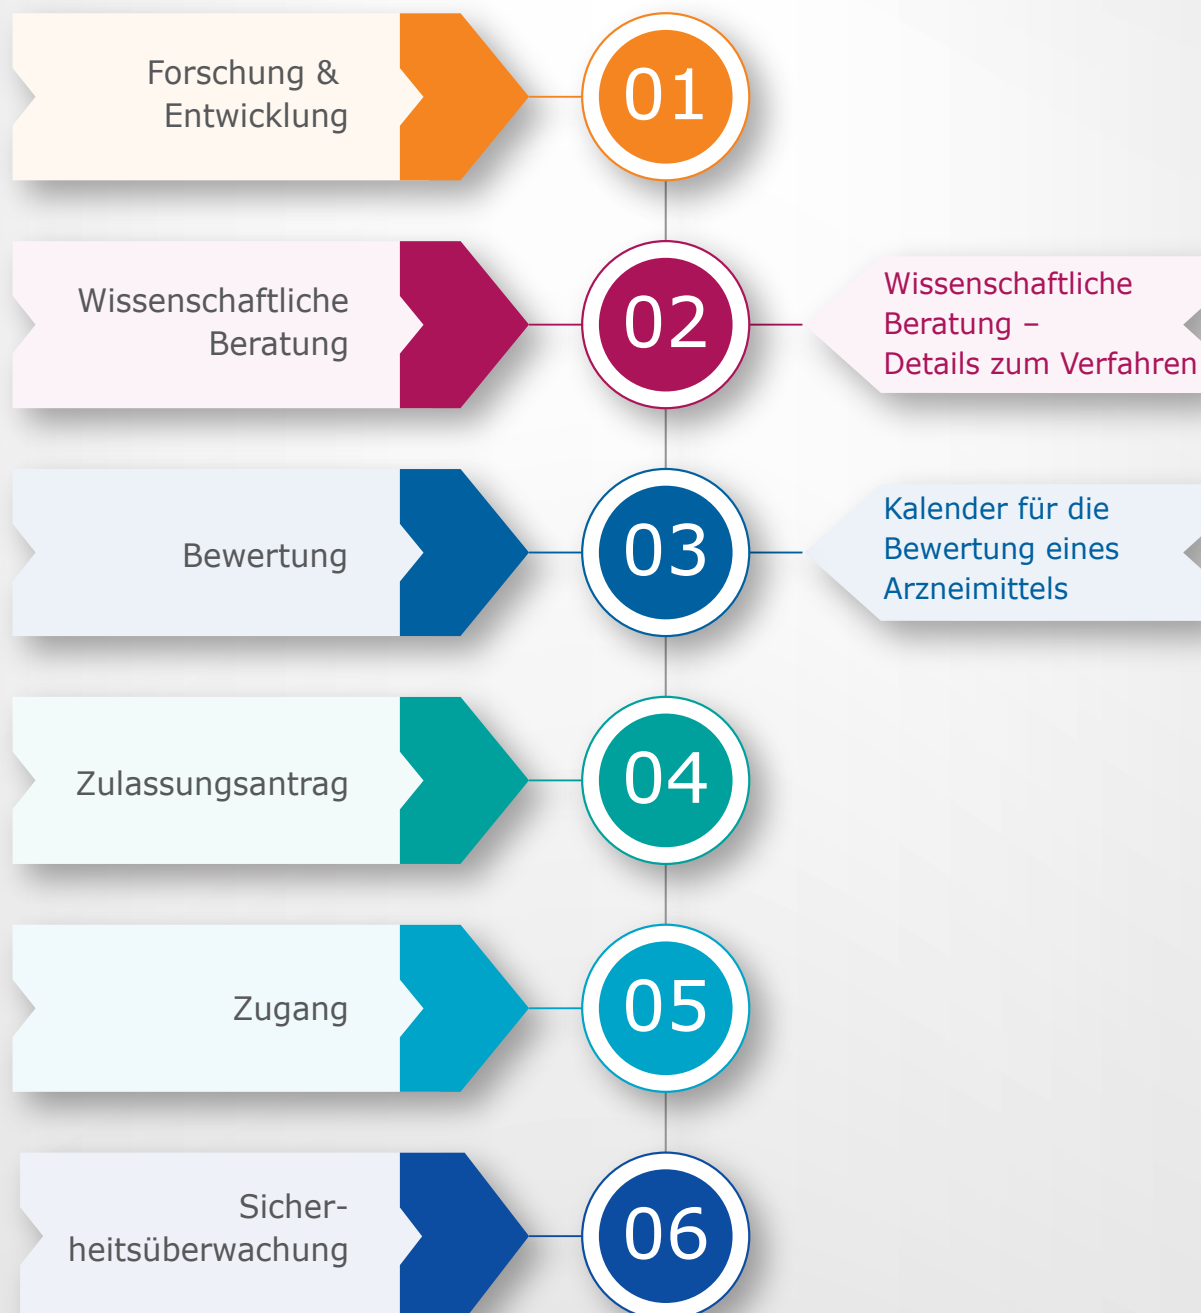 Forschung &
Entwicklung
01
Wissenschaftliche
Beratung
02
Wissenschaftliche
Beratung –
Details zum Verfahren
Bewertung
03
Kalender für die
Bewertung eines
Arzneimittels
Zulassungsantrag
04
Zugang
05
Sicher-
heitsüberwachung
06